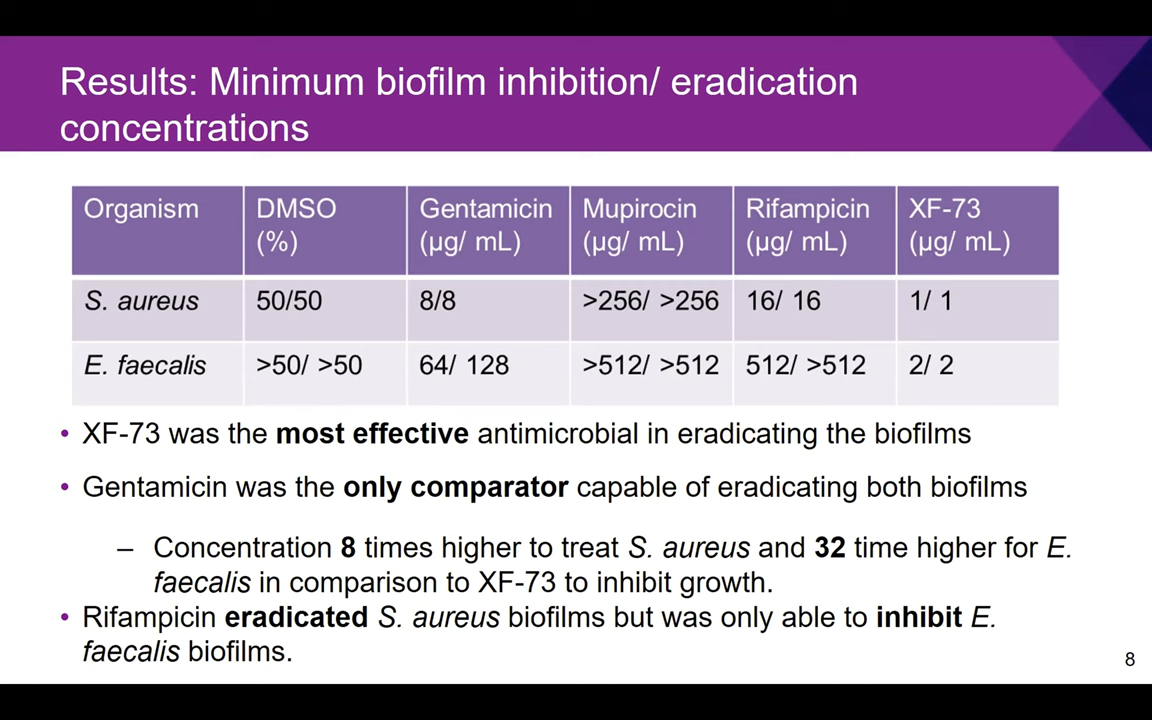 Results: Minimum biofilm inhibition/ eradication
concentrations
Organism DMSO (%) Gentamicin (µg/ mL) Mupirocin (µg/ mL) Rifampicin (µg/ mL) XF-73 (µg/ mL)
S. aureus 50/50 8/8 >256/ >256 16/ 16 1/ 1
E. faecalis >50/ >50 64/ 128 >512/ >512 512/ >512 2/ 2
• XF-73 was the most effective antimicrobial in eradicating the biofilms
• Gentamicin was the only comparator capable of eradicating both biofilms
– Concentration 8 times higher to treat S. aureus and 32 time higher for E.
faecalis in comparison to XF-73 to inhibit growth.
• Rifampicin eradicated S. aureus biofilms but was only able to inhibit E.
faecalis biofilms.
8